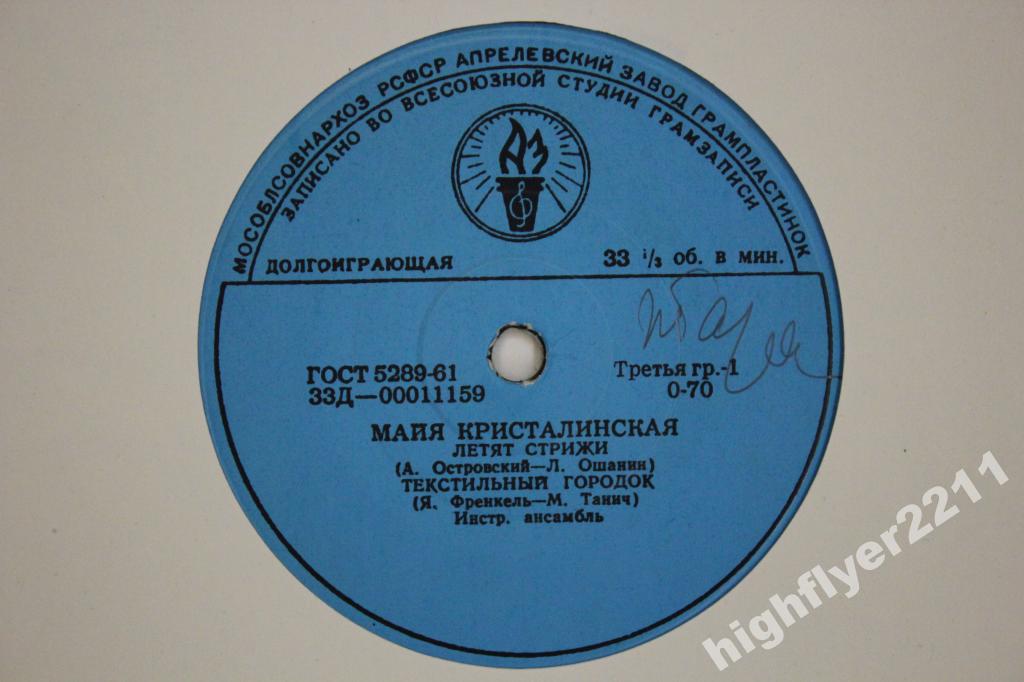 МОСОБЛСОВНАРХОЗ РСФСР АПРЕЛЕВСКИЙ ЗАВОД ГРАМПЛАСТИНОК
ЗАПИСАНО ВО ВСЕСОЮЗНОЙ СТУДИИ ГРАМЗАПИСИ
АЗ
ДОЛГОИГРАЮЩАЯ 33 1/3 об. в мин.
ГОСТ 5289-61 Третья гр.-1
33Д—00011159 0-70
МАЙЯ КРИСТАЛИНСКАЯ
ЛЕТЯТ СТРИЖИ
(А. Островский—Л. Ошанин)
ТЕКСТИЛЬНЫЙ ГОРОДОК
(Я. Френкель—М. Танич)
Инстр. ансамбль
highflyer2211